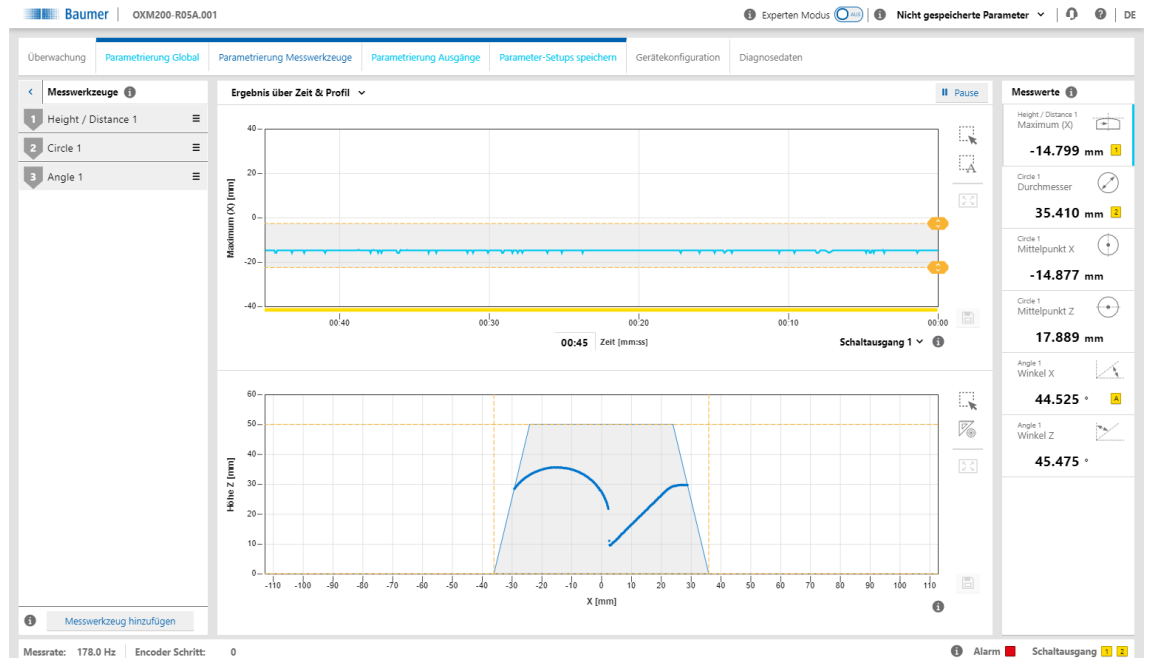 Baumer OXM200-R05A.001 Experten Modus AUX Nicht gespeicherte Parameter DE
Überwachung Parametrierung Global Parametrierung Messwerkzeuge Parametrierung Ausgänge Parameter-Setups speichern Gerätekonfiguration Diagnosedaten
Messwerkzeuge
1 Height / Distance 1
2 Circle 1
3 Angle 1
Messwerkzeug hinzufügen
Ergebnis über Zeit & Profil
Pause
Maximum (X) [mm]
40
20
0
-20
-40
00:40 00:30 00:20 00:10 00:00
00:45 Zeit [mm:ss]
Schaltausgang 1
Höhe Z [mm]
60
50
40
30
20
10
0
-110 -100 -90 -80 -70 -60 -50 -40 -30 -20 -10 0 10 20 30 40 50 60 70 80 90 100 110
X [mm]
Messwerte
Height / Distance 1
Maximum (X)
-14.799 mm 1
Circle 1
Durchmesser
35.410 mm 2
Circle 1
Mittelpunkt X
-14.877 mm
Circle 1
Mittelpunkt Z
17.889 mm
Angle 1
Winkel X
44.525 ° A
Angle 1
Winkel Z
45.475 °
Messrate: 178.0 Hz Encoder Schritt: 0 Alarm Schaltausgang 1 2